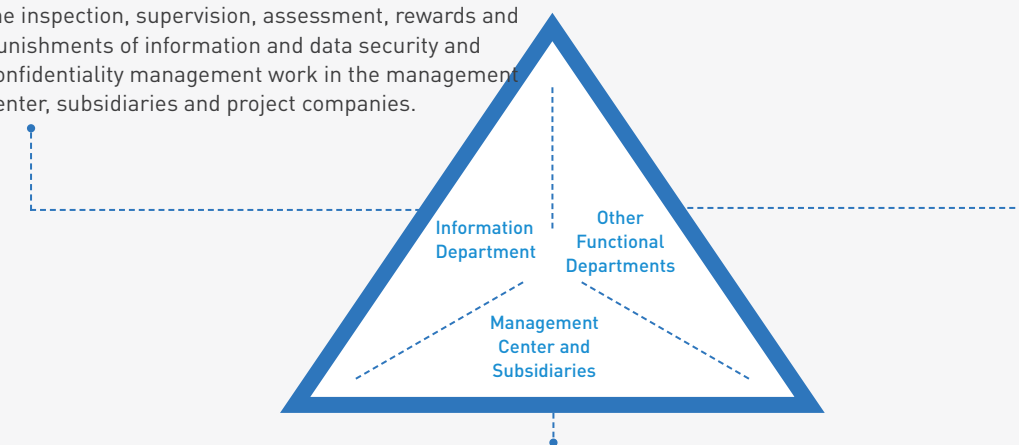 he inspection, supervision, assessment, rewards and
unishments of information and data security and
onfidentiality management work in the management
enter, subsidiaries and project companies.
Information
Department
Other
Functional
Departments
Management
Center and
Subsidiaries